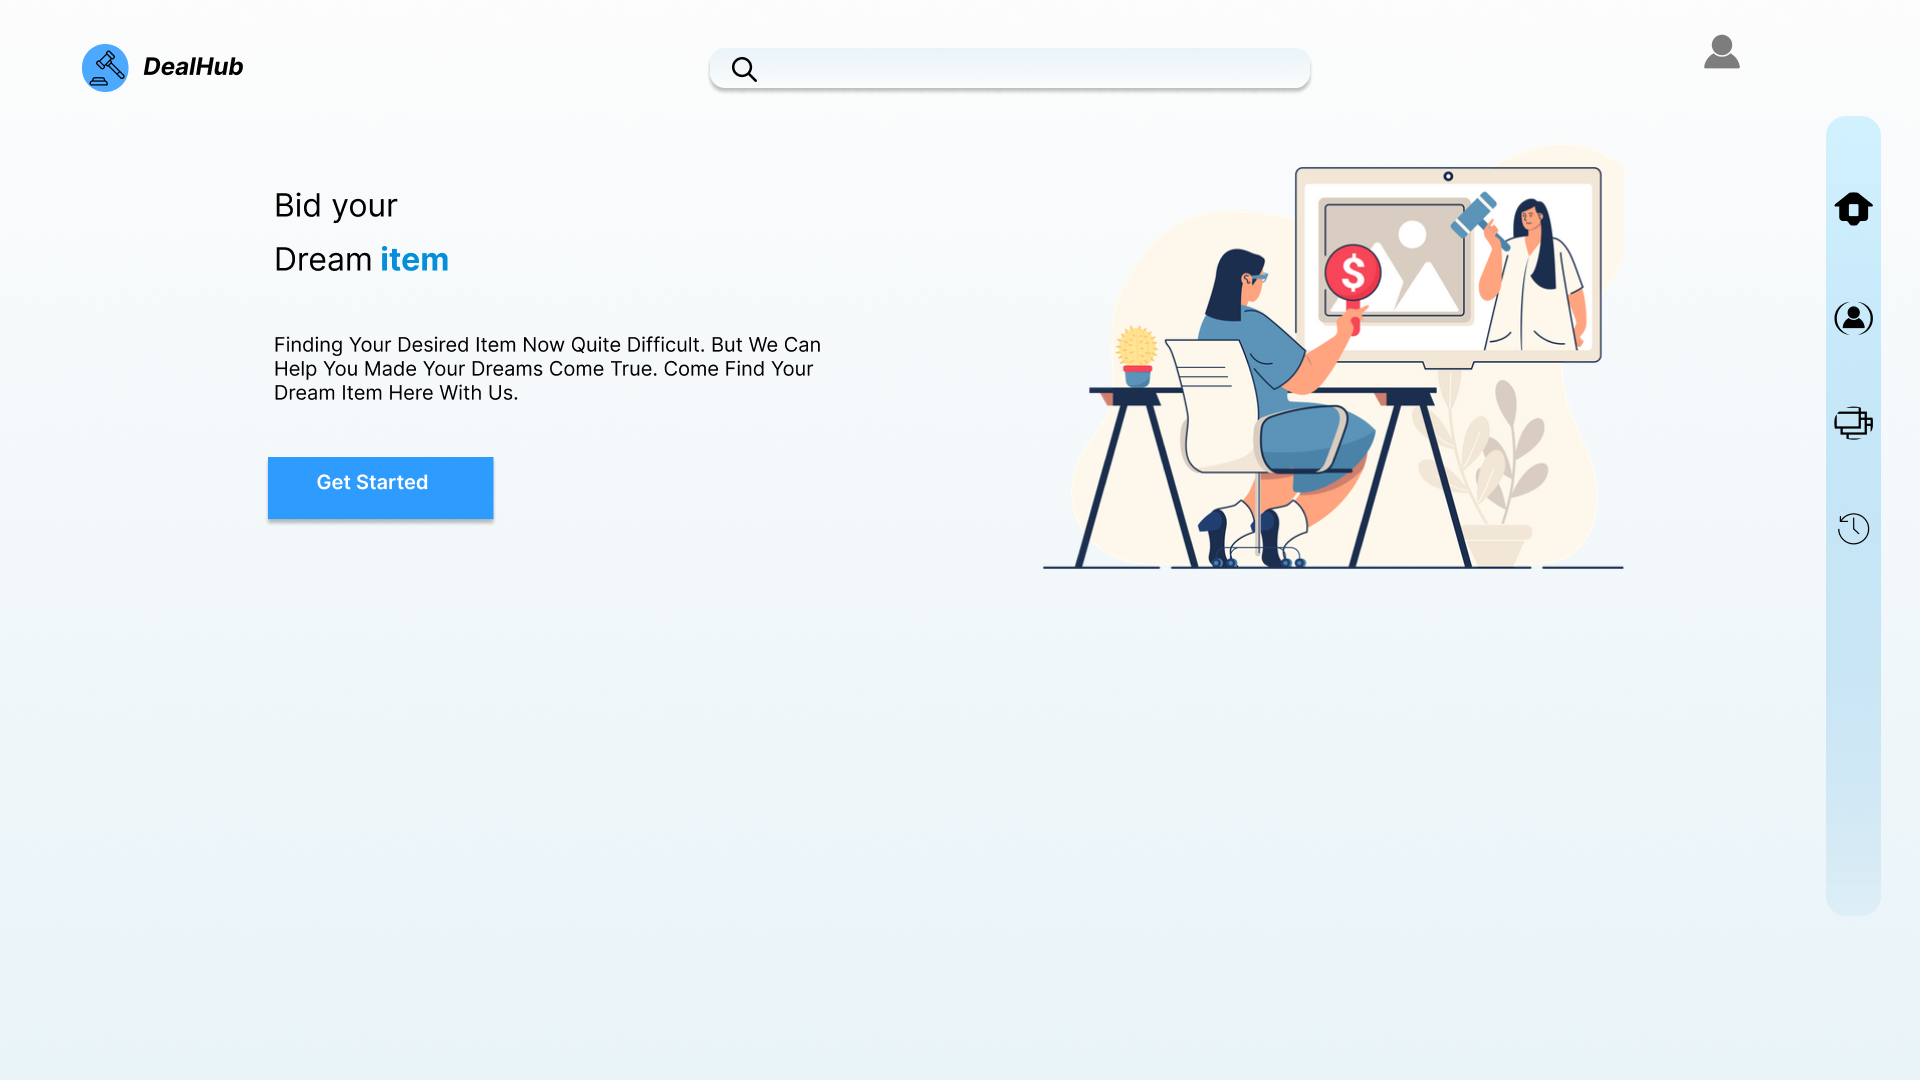 DealHub
Bid your
Dream item
Finding Your Desired Item Now Quite Difficult. But We Can
Help You Made Your Dreams Come True. Come Find Your
Dream Item Here With Us.
Get Started
$